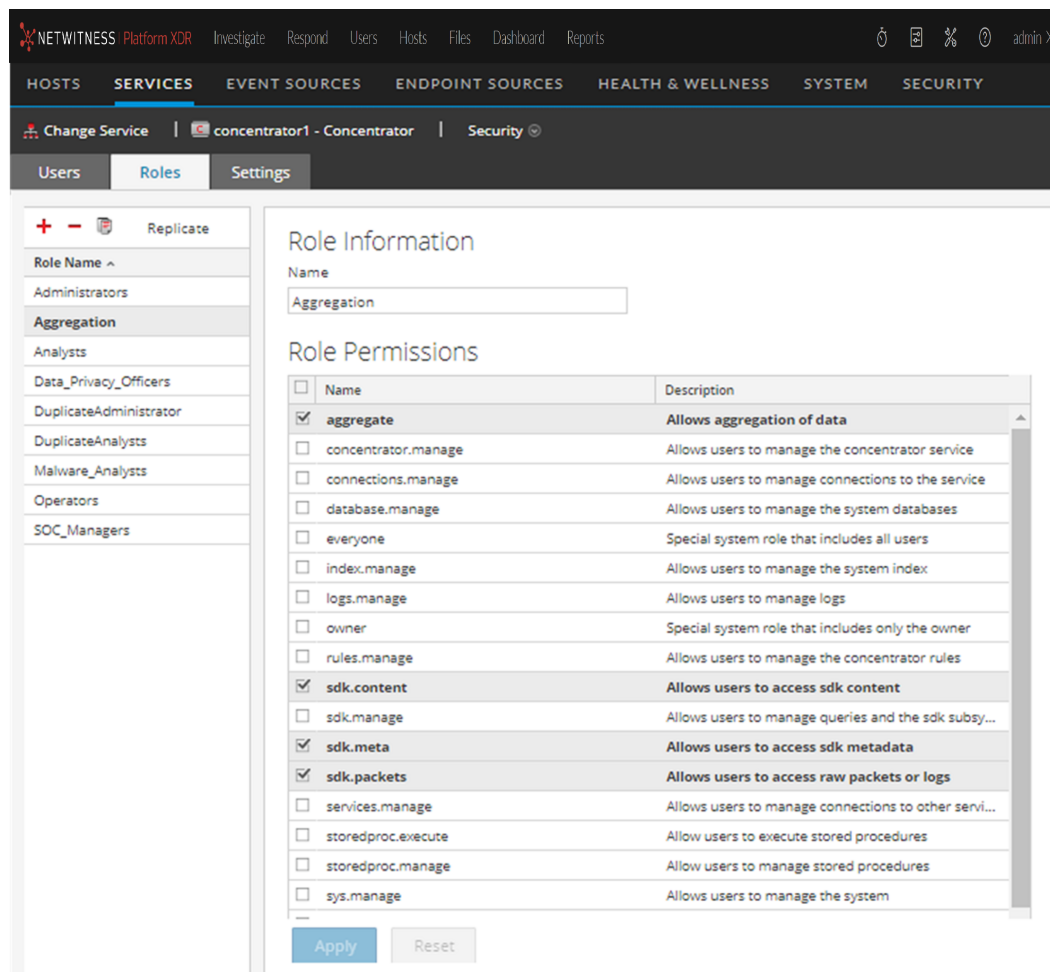 NETWITNESS Platform XDR Investigate Respond Users Hosts Files Dashboard Reports admin
HOSTS SERVICES EVENT SOURCES ENDPOINT SOURCES HEALTH & WELLNESS SYSTEM SECURITY
Change Service | C concentrator1 - Concentrator | Security
Users Roles Settings
Replicate
Role Name
Administrators
Aggregation
Analysts
Data_Privacy_Officers
DuplicateAdministrator
DuplicateAnalysts
Malware_Analysts
Operators
SOC_Managers
Role Information
Name
Aggregation
Role Permissions
Name Description
aggregate Allows aggregation of data
concentrator.manage Allows users to manage the concentrator service
connections.manage Allows users to manage connections to the service
database.manage Allows users to manage the system databases
everyone Special system role that includes all users
index.manage Allows users to manage the system index
logs.manage Allows users to manage logs
owner Special system role that includes only the owner
rules.manage Allows users to manage the concentrator rules
sdk.content Allows users to access sdk content
sdk.manage Allows users to manage queries and the sdk subsy...
sdk.meta Allows users to access sdk metadata
sdk.packets Allows users to access raw packets or logs
services.manage Allows users to manage connections to other servi...
storedproc.execute Allow users to execute stored procedures
storedproc.manage Allow users to manage stored procedures
sys.manage Allows users to manage the system
Apply Reset